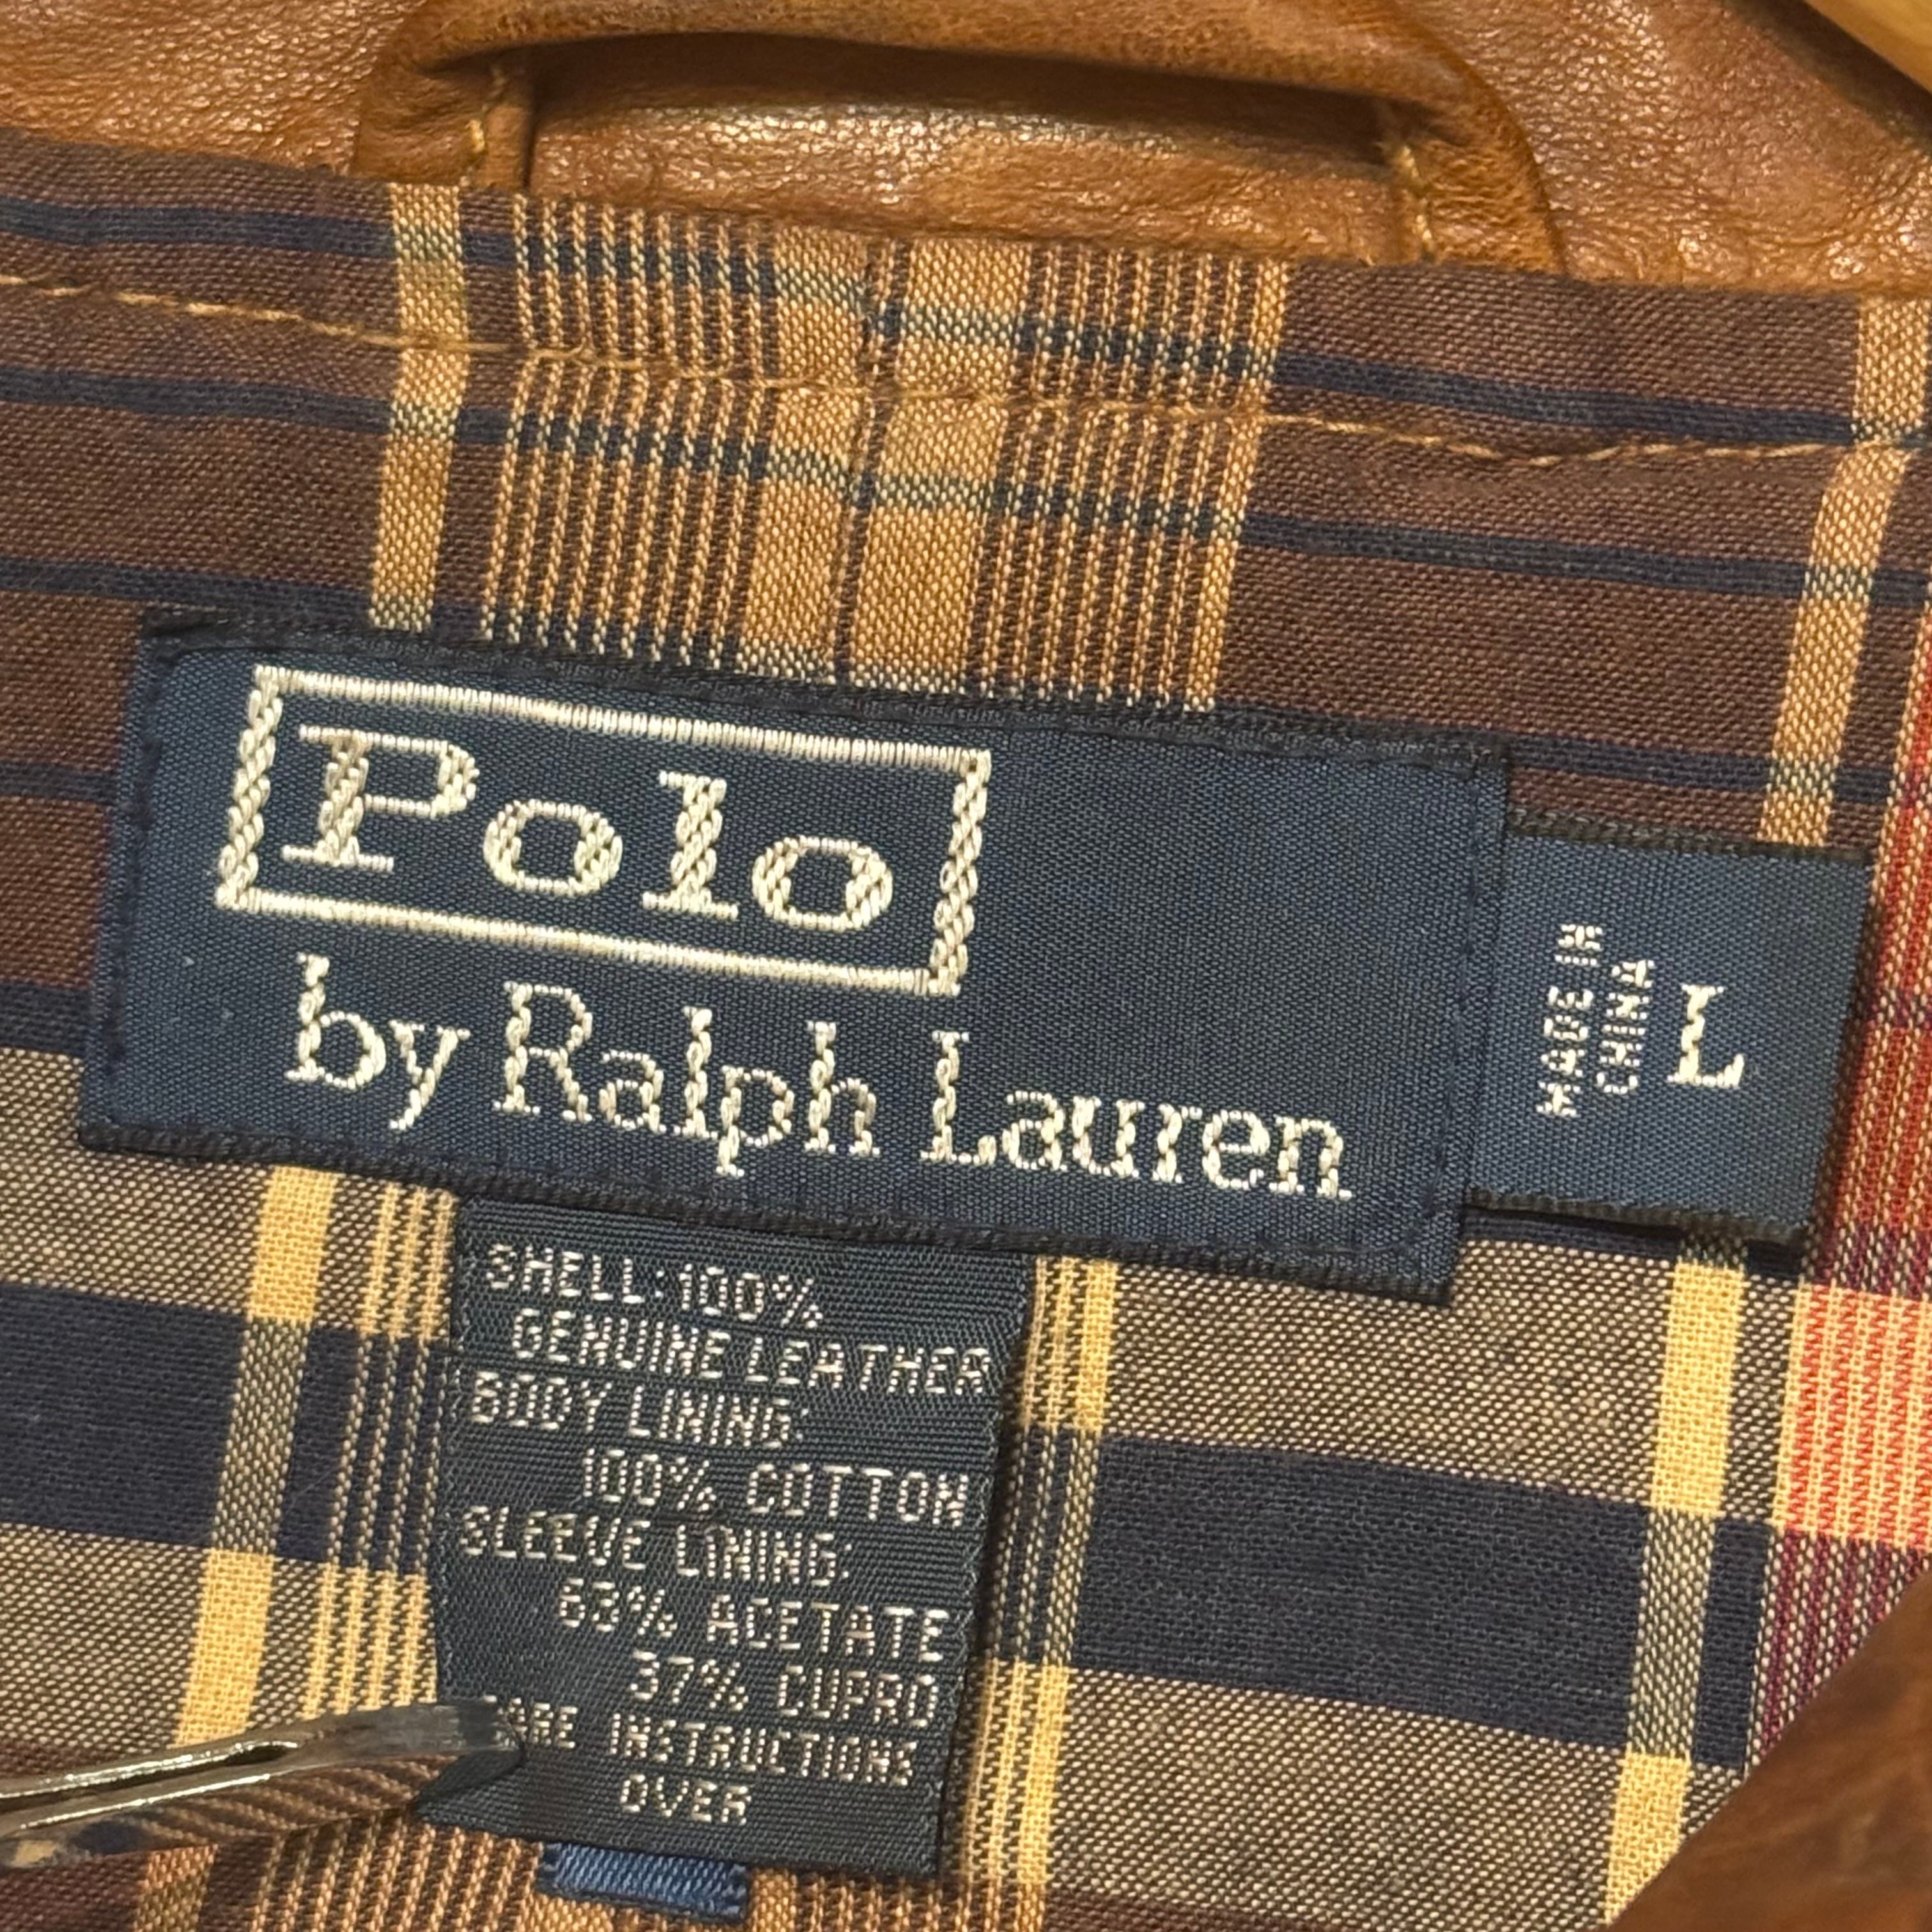 Polo
by Ralph Lauren
MADE IN
CHINA
L
SHELL: 100%
GENUINE LEATHER
BODY LINING:
100% COTTON
SLEEVE LINING:
63% ACETATE
37% CUPRO
CARE INSTRUCTIONS
OVER